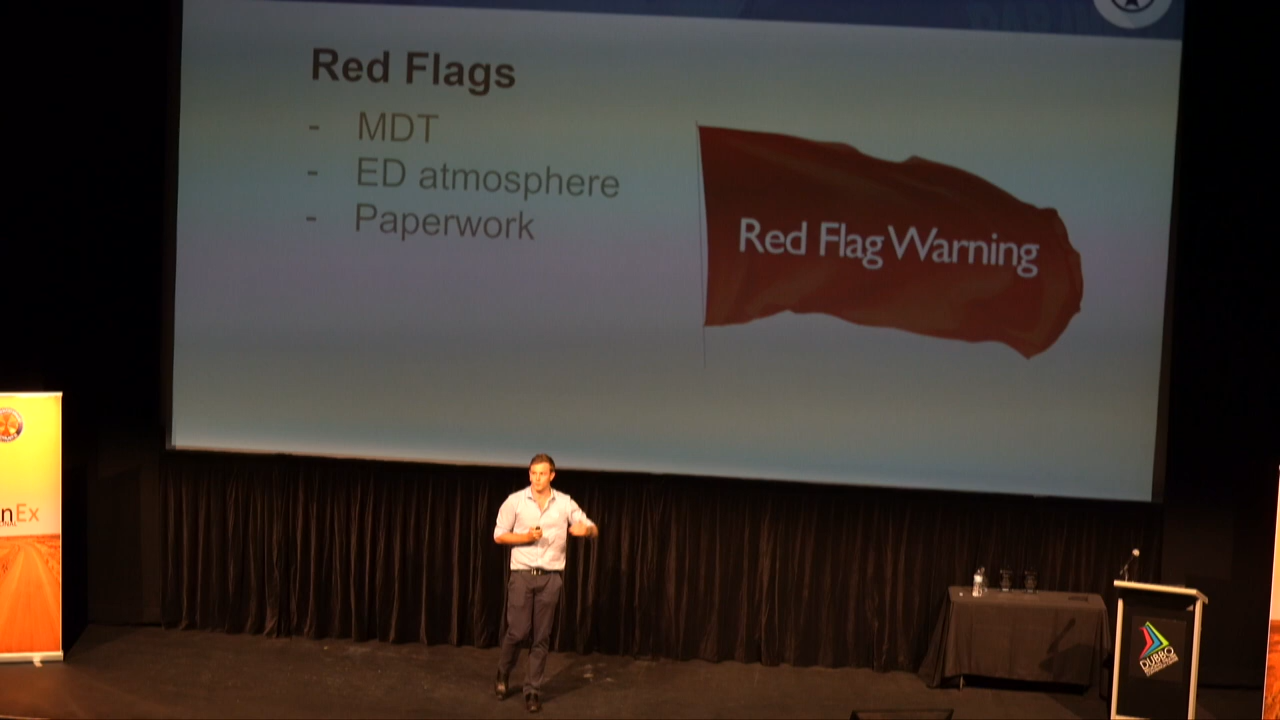 Red Flags
- MDT
- ED atmosphere
- Paperwork
Red Flag Warning
nEx
DUBBO